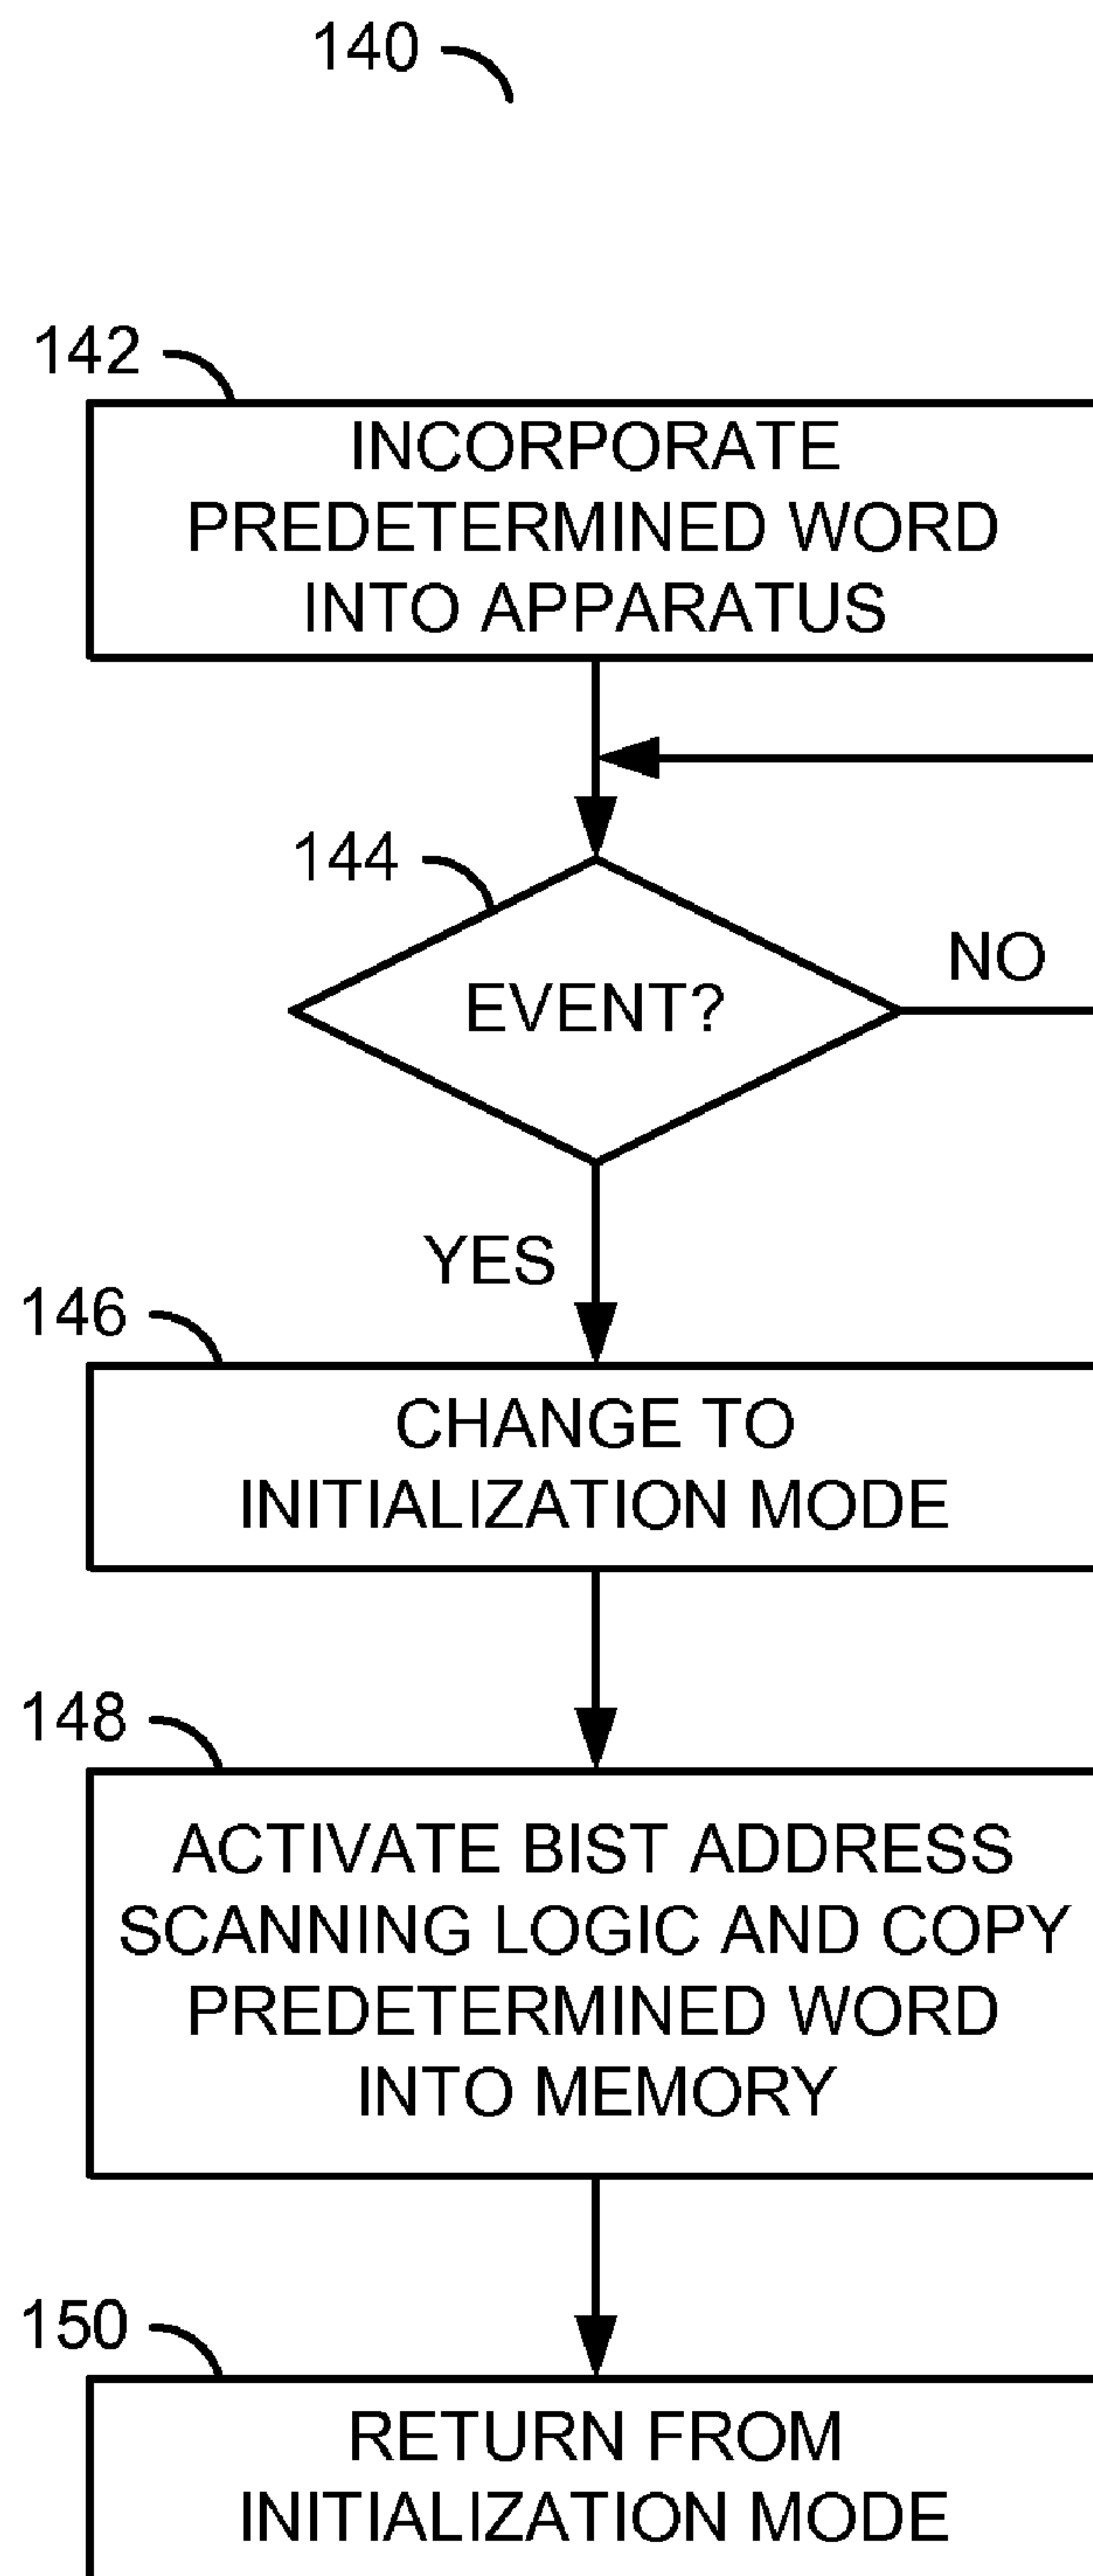 140
142
INCORPORATE
PREDETERMINED WORD
INTO APPARATUS
144
EVENT?
NO
YES
146
CHANGE TO
INITIALIZATION MODE
148
ACTIVATE BIST ADDRESS
SCANNING LOGIC AND COPY
PREDETERMINED WORD
INTO MEMORY
150
RETURN FROM
INITIALIZATION MODE